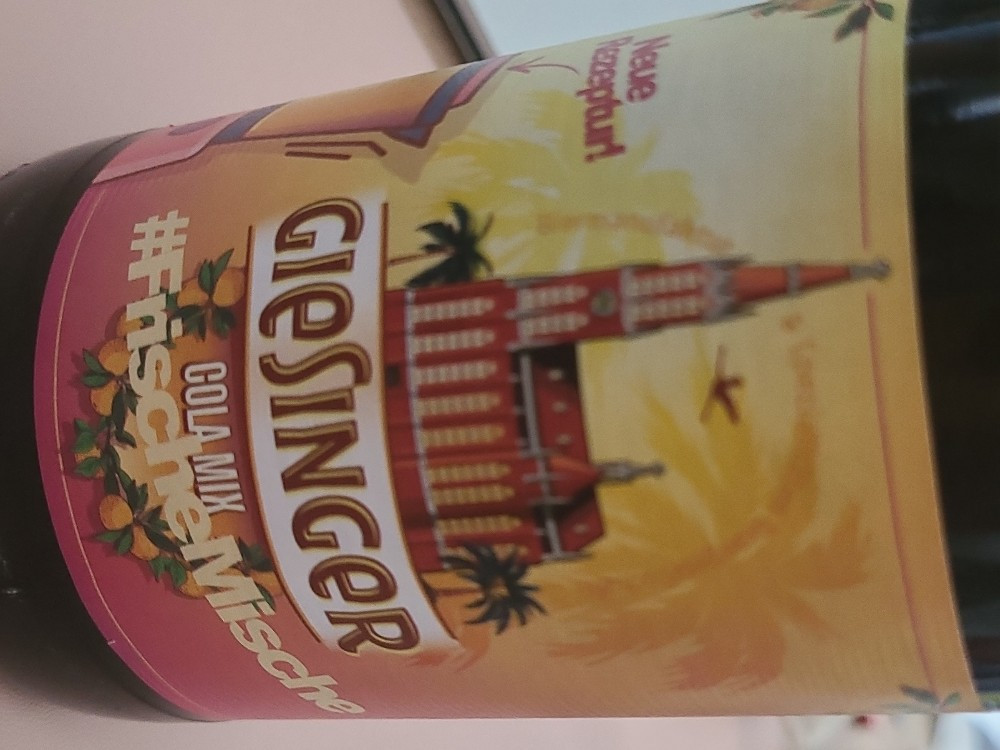 Neue
Rezeptur!
GIESINGER
COLA MIX
#FrischeMische